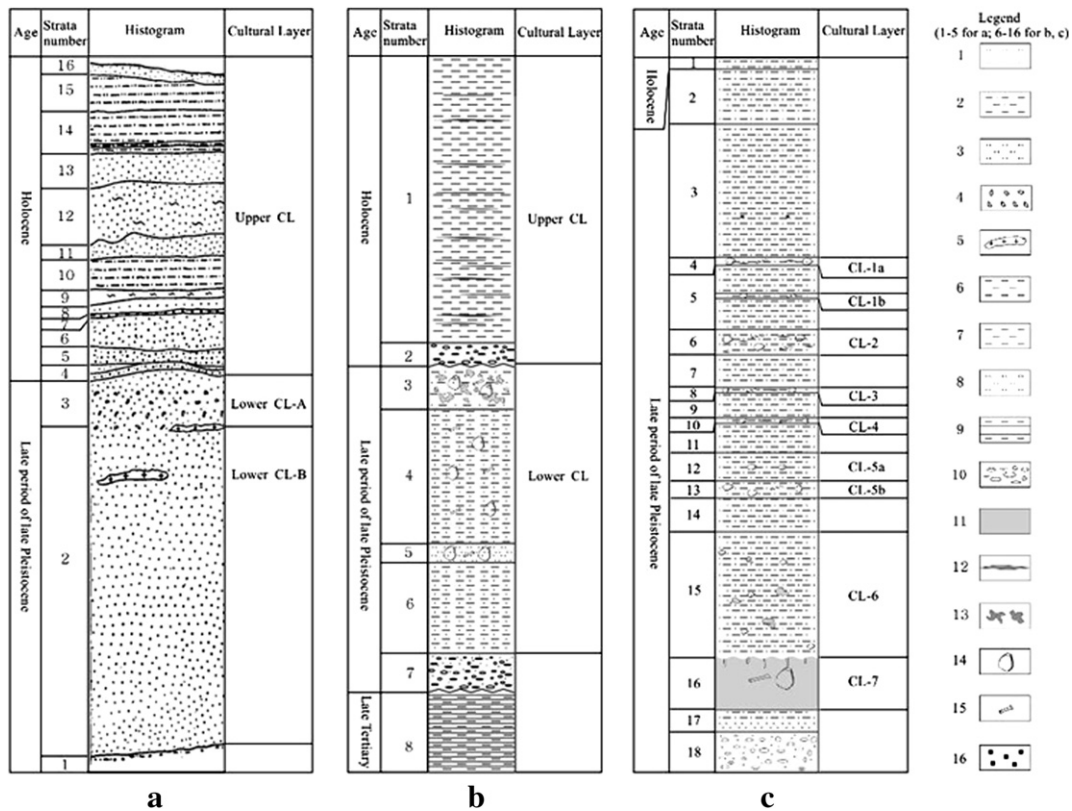 Age
Strata number
Histogram
Cultural Layer
Holocene
Late period of late Pleistocene
16
15
14
13
12
11
10
9
8
7
6
5
4
3
2
1
Upper CL
Lower CL-A
Lower CL-B
a
Age
Strata number
Histogram
Cultural Layer
Holocene
Late period of late Pleistocene
Late Tertiary
1
2
3
4
5
6
7
8
Upper CL
Lower CL
b
Age
Strata number
Histogram
Cultural Layer
Holocene
Late period of late Pleistocene
1
2
3
4
5
6
7
8
9
10
11
12
13
14
15
16
17
18
CL-1a
CL-1b
CL-2
CL-3
CL-4
CL-5a
CL-5b
CL-6
CL-7
c
Legend
(1-5 for a; 6-16 for b, c)
1
2
3
4
5
6
7
8
9
10
11
12
13
14
15
16